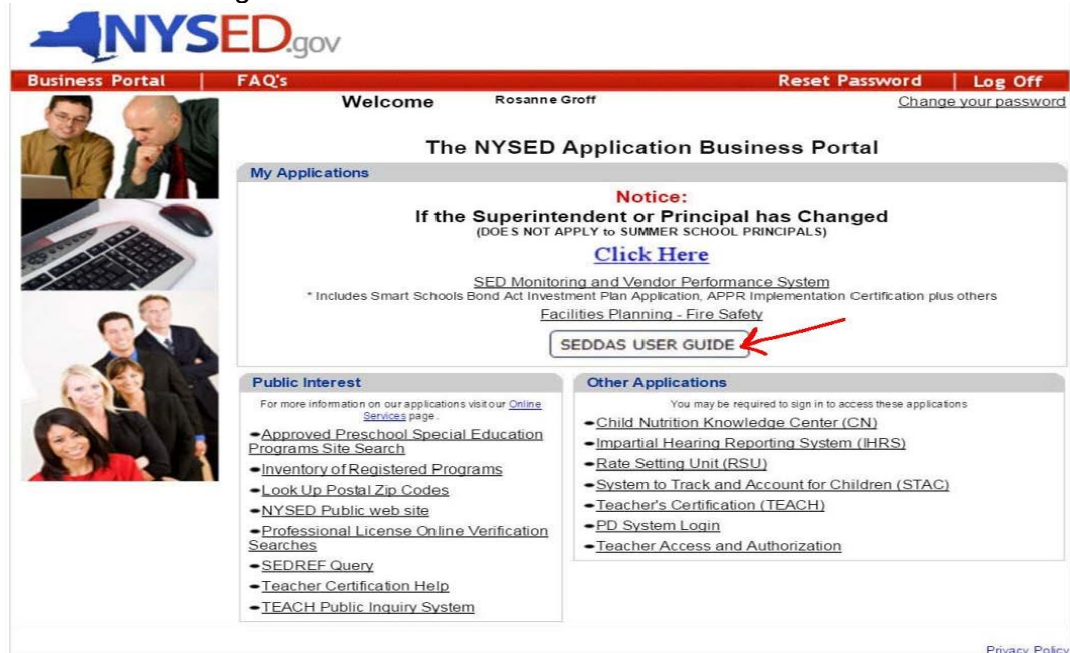 NYSED.gov
Business Portal | FAQ's Reset Password | Log Off
Welcome Rosanne Groff Change your password
The NYSED Application Business Portal
My Applications
Notice:
If the Superintendent or Principal has Changed
(DOES NOT APPLY to SUMMER SCHOOL PRINCIPALS)
Click Here
SED Monitoring and Vendor Performance System
* Includes Smart Schools Bond Act Investment Plan Application, APPR Implementation Certification plus others
Facilities Planning - Fire Safety
SEDDAS USER GUIDE
Public Interest
For more information on our applications visit our Online
Services page.
Approved Preschool Special Education
Programs Site Search
Inventory of Registered Programs
Look Up Postal Zip Codes
NYSED Public web site
Professional License Online Verification
Searches
SEDREF Query
Teacher Certification Help
TEACH Public Inquiry System
Other Applications
You may be required to sign in to access these applications
Child Nutrition Knowledge Center (CN)
Impartial Hearing Reporting System (IHRS)
Rate Setting Unit (RSU)
System to Track and Account for Children (STAC)
Teacher's Certification (TEACH)
PD System Login
Teacher Access and Authorization
Privacy Policy